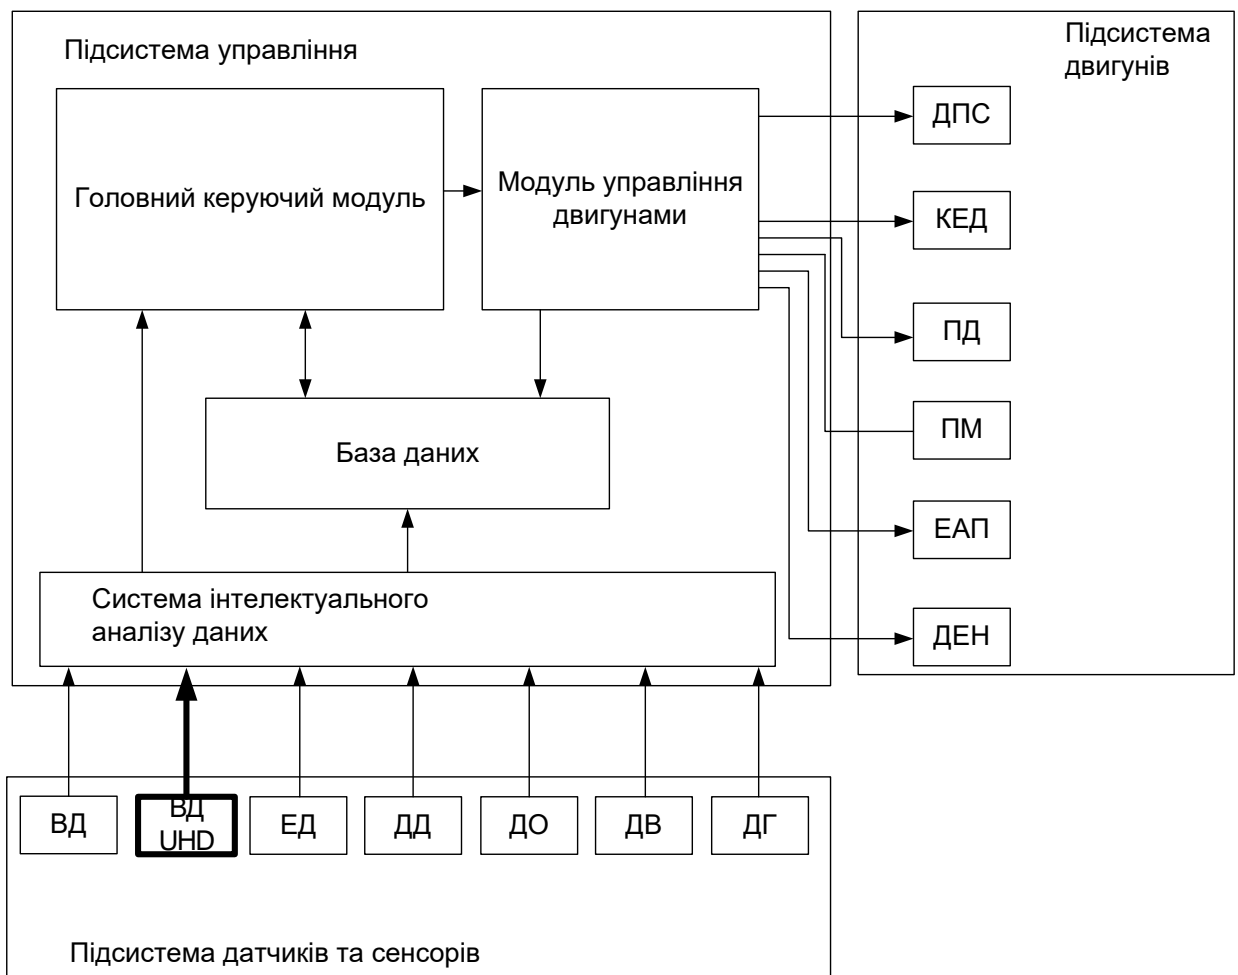 Підсистема управління
Підсистема
двигунів
Головний керуючий модуль
Модуль управління
двигунами
ДПС
КЕД
ПД
ПМ
ЕАП
ДЕН
База даних
Система інтелектуального
аналізу даних
ВД
ВД
UHD
ЕД
ДД
ДО
ДВ
ДГ
Підсистема датчиків та сенсорів